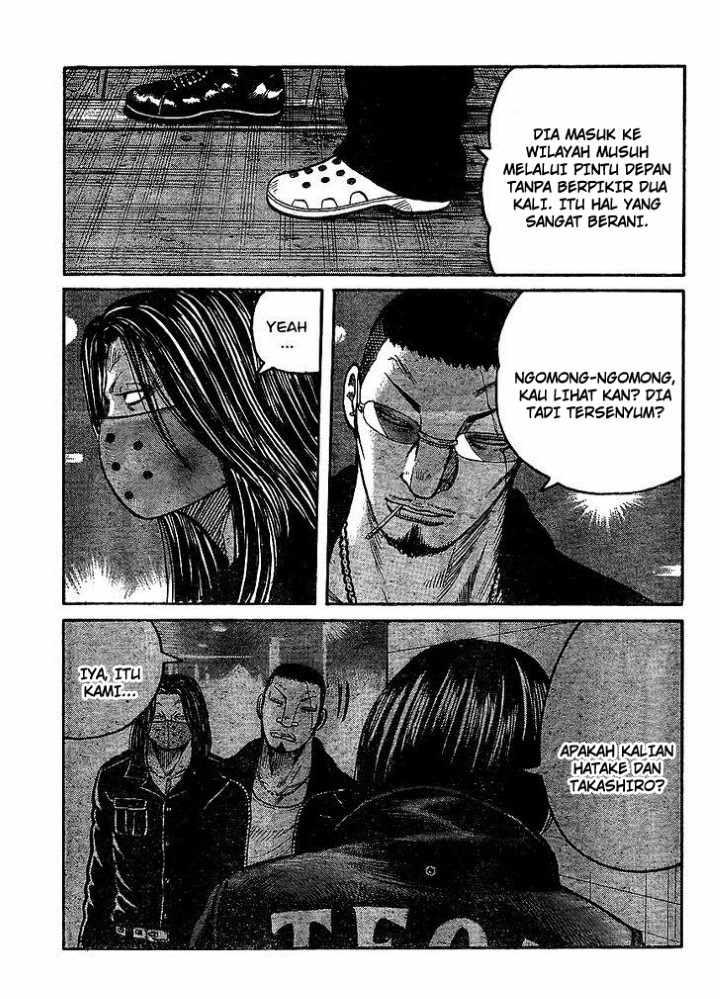 DIA MASUK KE
WILAYAH MUSUH
MELALUI PINTU DEPAN
TANPA BERPIKIR DUA
KALI. ITU HAL YANG
SANGAT BERANI.
NGOMONG-NGOMONG,
KAU LIHAT KAN? DIA
TADI TERSENYUM?
YEAH
...
APAKAH KALIAN
HATAKE DAN
TAKASHIRO?
IYA, ITU
KAMI...